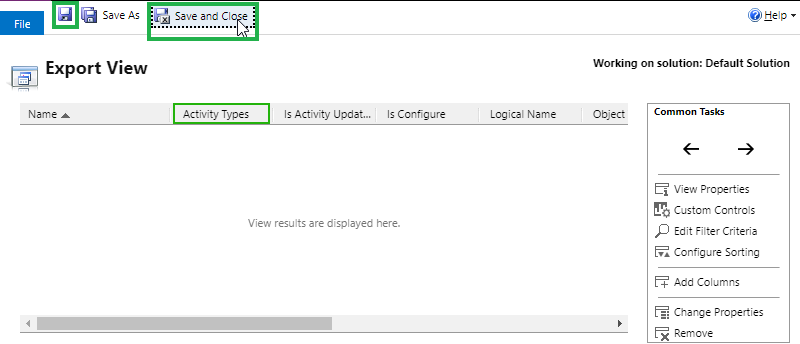 File
Save As
Save and Close
Help
Export View
Working on solution: Default Solution
Name
Activity Types
Is Activity Updat...
Is Configure
Logical Name
Object
View results are displayed here.
Common Tasks
View Properties
Custom Controls
Edit Filter Criteria
Configure Sorting
Add Columns
Change Properties
Remove